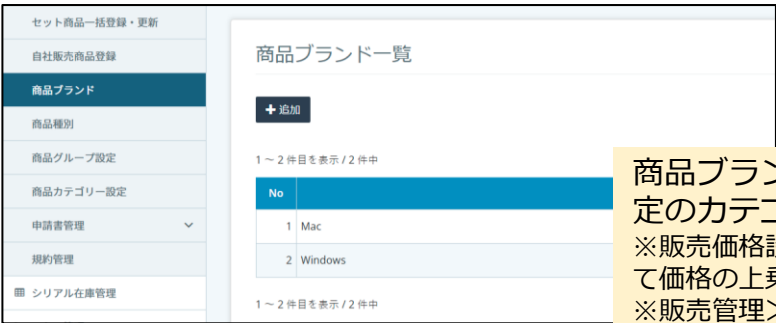 セット商品一括登録・更新
自社販売商品登録
商品ブランド
商品種別
商品グループ設定
商品カテゴリー設定
申請書管理
規約管理
シリアル在庫管理
商品ブランド一覧
追加
1 ～ 2 件目を表示 / 2 件中
No
1 Mac
2 Windows
1 ～ 2 件目を表示 / 2 件中
商品ブラン
定のカテ
※販売価格
て価格の上
※販売管理